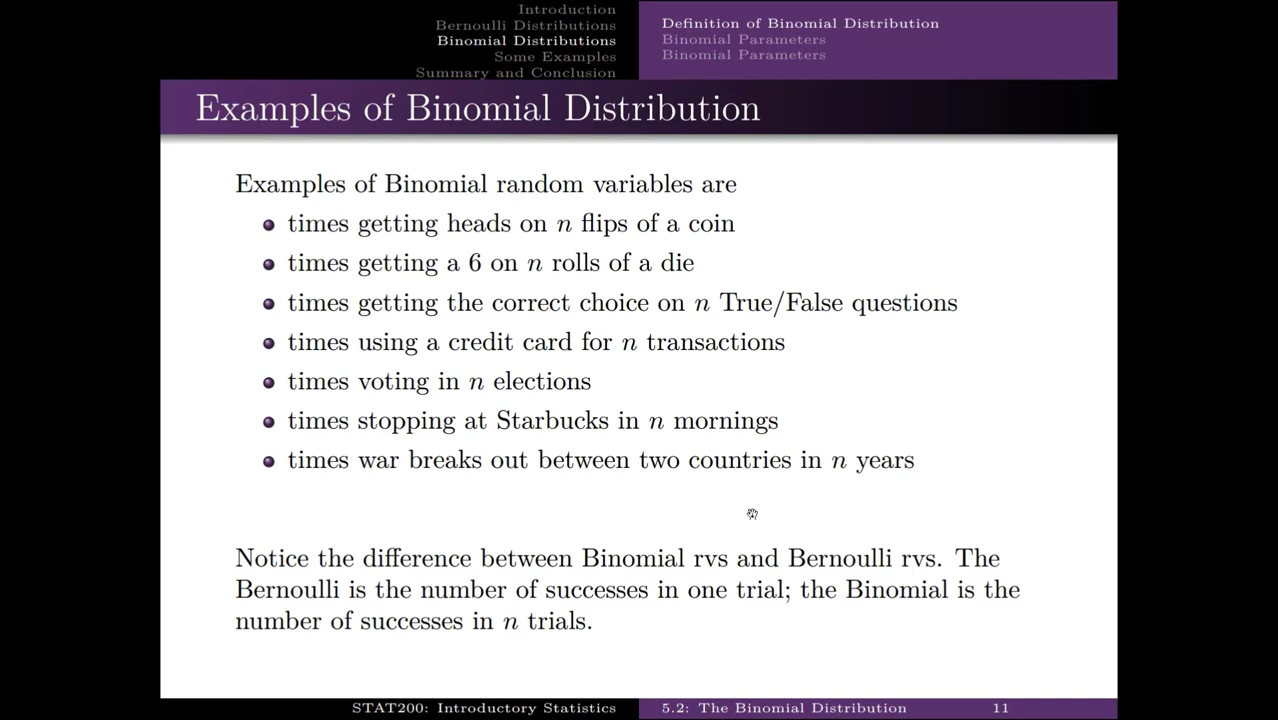 Introduction
Bernoulli Distributions
Binomial Distributions
Some Examples
Summary and Conclusion
Definition of Binomial Distribution
Binomial Parameters
Binomial Parameters
Examples of Binomial Distribution
Examples of Binomial random variables are
times getting heads on n flips of a coin
times getting a 6 on n rolls of a die
times getting the correct choice on n True/False questions
times using a credit card for n transactions
times voting in n elections
times stopping at Starbucks in n mornings
times war breaks out between two countries in n years
Notice the difference between Binomial rvs and Bernoulli rvs. The
Bernoulli is the number of successes in one trial; the Binomial is the
number of successes in n trials.
STAT200: Introductory Statistics
5.2: The Binomial Distribution
11